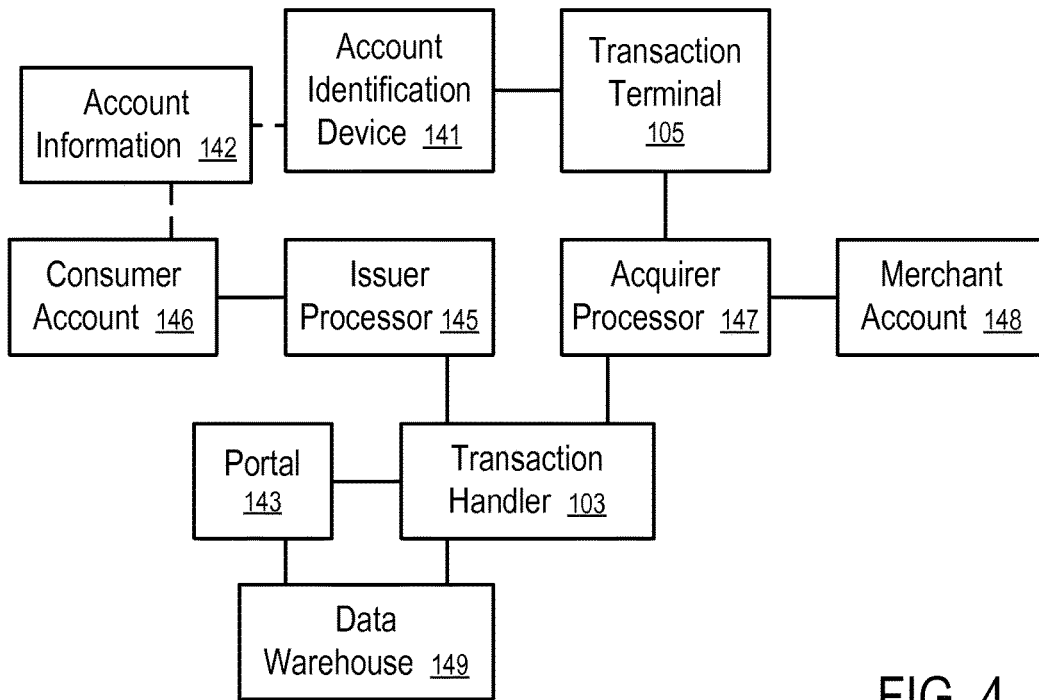 Account
Identification
Device 141
Transaction
Terminal
105
Account
Information 142
Consumer
Account 146
Issuer
Processor 145
Acquirer
Processor 147
Merchant
Account 148
Portal
143
Transaction
Handler 103
Data
Warehouse 149
FIG. 4